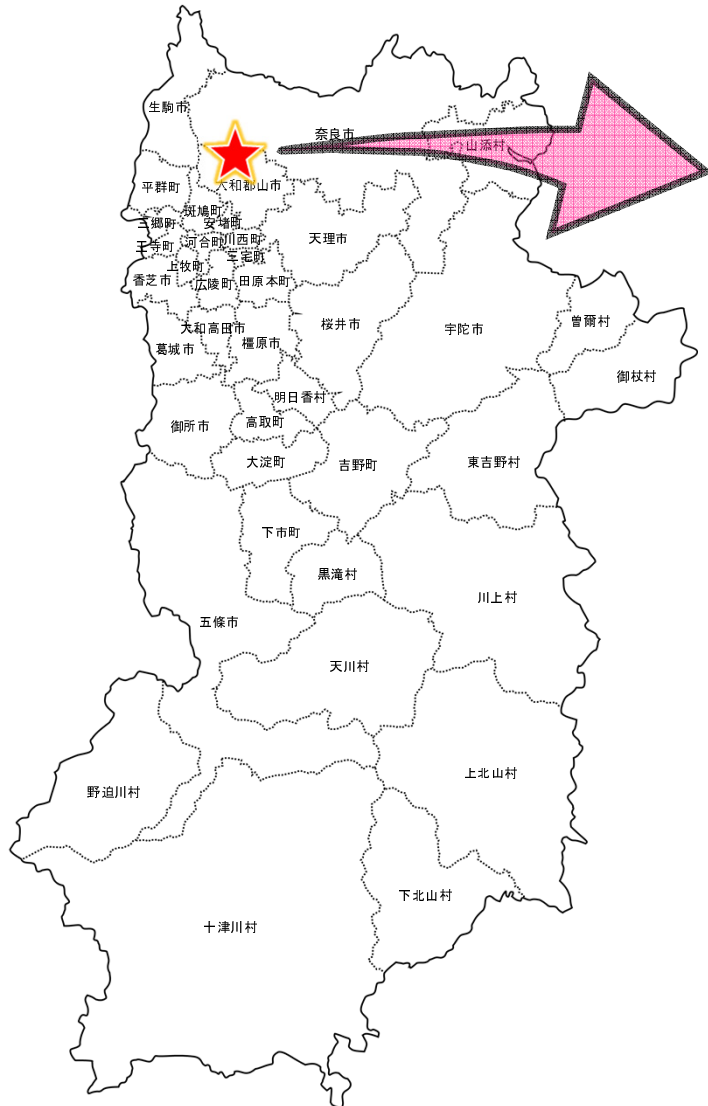 生駒市
奈良市
山添村
平群町
大和郡山市
斑鳩町
三郷町
安堵町
天理市
王寺町
河合町
川西町
三宅町
上牧町
香芝市
広陵町
田原本町
桜井市
宇陀市
曽爾村
大和高田市
葛城市
橿原市
御杖村
明日香村
御所市
高取町
大淀町
吉野町
東吉野村
下市町
黒滝村
川上村
五條市
天川村
野迫川村
上北山村
下北山村
十津川村